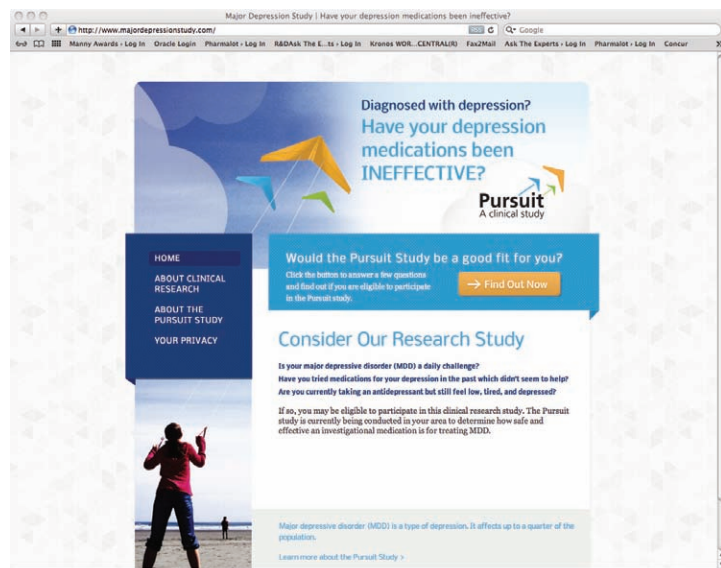 Major Depression Study | Have your depression medications been ineffective?
http://www.majordepressionstudy.com/
RSS
Google
Manny Awards ‹ Log In Oracle Login Pharmalot ‹ Log In R&DAsk The E...ts ‹ Log In Kronos WOR...CENTRAL(R) Fax2Mail Ask The Experts ‹ Log In Pharmalot ‹ Log In Concur
Diagnosed with depression?
Have your depression
medications been
INEFFECTIVE?
Pursuit
A clinical study
HOME
ABOUT CLINICAL
RESEARCH
ABOUT THE
PURSUIT STUDY
YOUR PRIVACY
Would the Pursuit Study be a good fit for you?
Click the button to answer a few questions
and find out if you are eligible to participate
in the Pursuit study.
→ Find Out Now
Consider Our Research Study
Is your major depressive disorder (MDD) a daily challenge?
Have you tried medications for your depression in the past which didn't seem to help?
Are you currently taking an antidepressant but still feel low, tired, and depressed?
If so, you may be eligible to participate in this clinical research study. The Pursuit
study is currently being conducted in your area to determine how safe and
effective an investigational medication is for treating MDD.
Major depressive disorder (MDD) is a type of depression. It affects up to a quarter of the
population.
Learn more about the Pursuit Study >